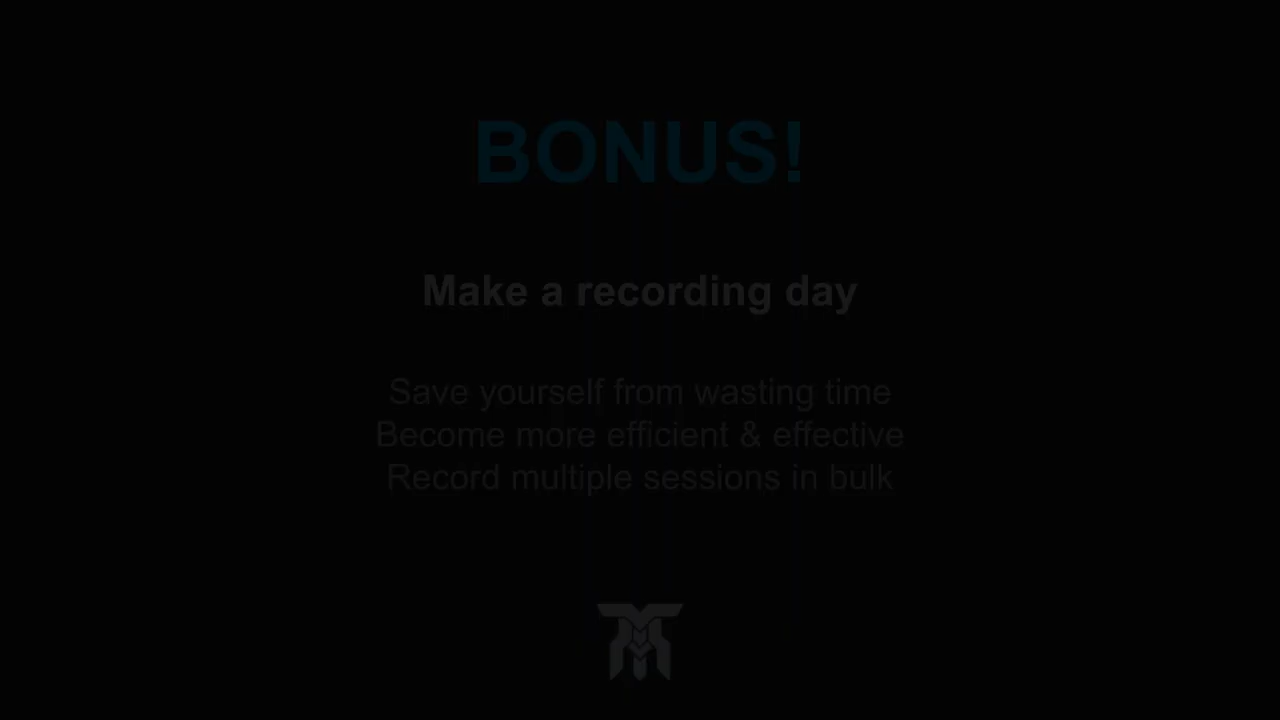 BONUS!
Make a recording day
Save yourself from wasting time
Become more efficient & effective
Record multiple sessions in bulk